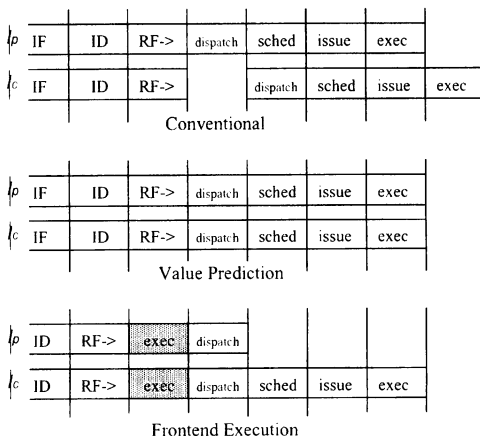 Ip IF ID RF-> dispatch sched issue exec
Ic IF ID RF-> dispatch sched issue exec
Conventional
Ip IF ID RF-> dispatch sched issue exec
Ic IF ID RF-> dispatch sched issue exec
Value Prediction
Ip ID RF-> exec dispatch
Ic ID RF-> exec dispatch sched issue exec
Frontend Execution